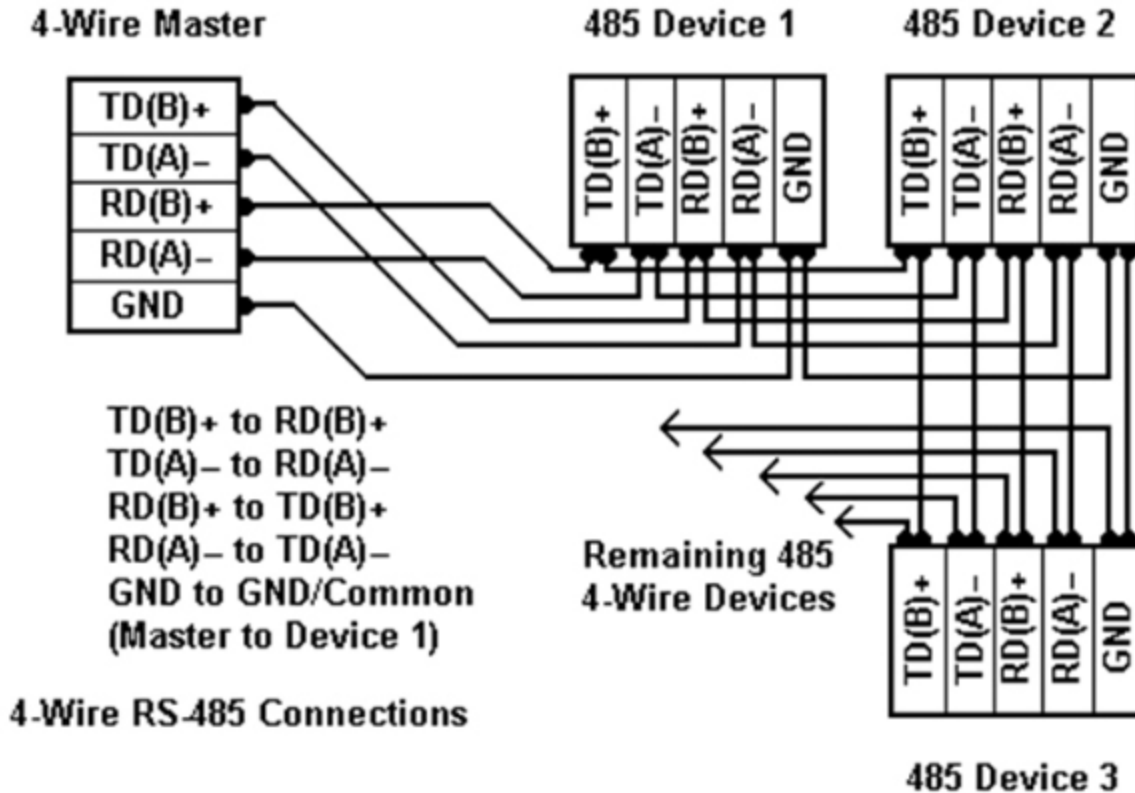 4-Wire Master
TD(B)+
TD(A)–
RD(B)+
RD(A)–
GND
485 Device 1
TD(B)+
TD(A)–
RD(B)+
RD(A)–
GND
485 Device 2
TD(B)+
TD(A)–
RD(B)+
RD(A)–
GND
TD(B)+ to RD(B)+
TD(A)– to RD(A)–
RD(B)+ to TD(B)+
RD(A)– to TD(A)–
GND to GND/Common
(Master to Device 1)
Remaining 485
4-Wire Devices
TD(B)+
TD(A)–
RD(B)+
RD(A)–
GND
485 Device 3
4-Wire RS-485 Connections